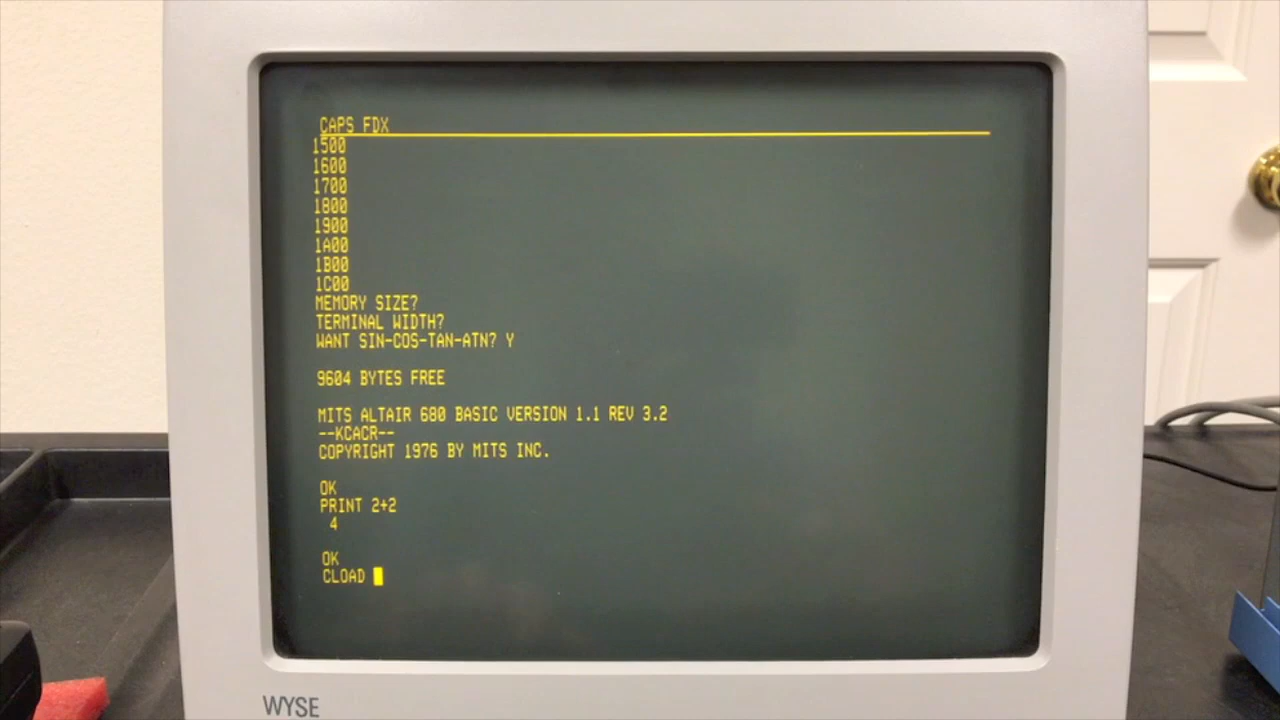 CAPS FDX
1500
1600
1700
1800
1900
1A00
1B00
1C00
MEMORY SIZE?
TERMINAL WIDTH?
WANT SIN-COS-TAN-ATN? Y
9604 BYTES FREE
MITS ALTAIR 680 BASIC VERSION 1.1 REV 3.2
--KCACR--
COPYRIGHT 1976 BY MITS INC.
OK
PRINT 2+2
4
OK
CLOAD
WYSE